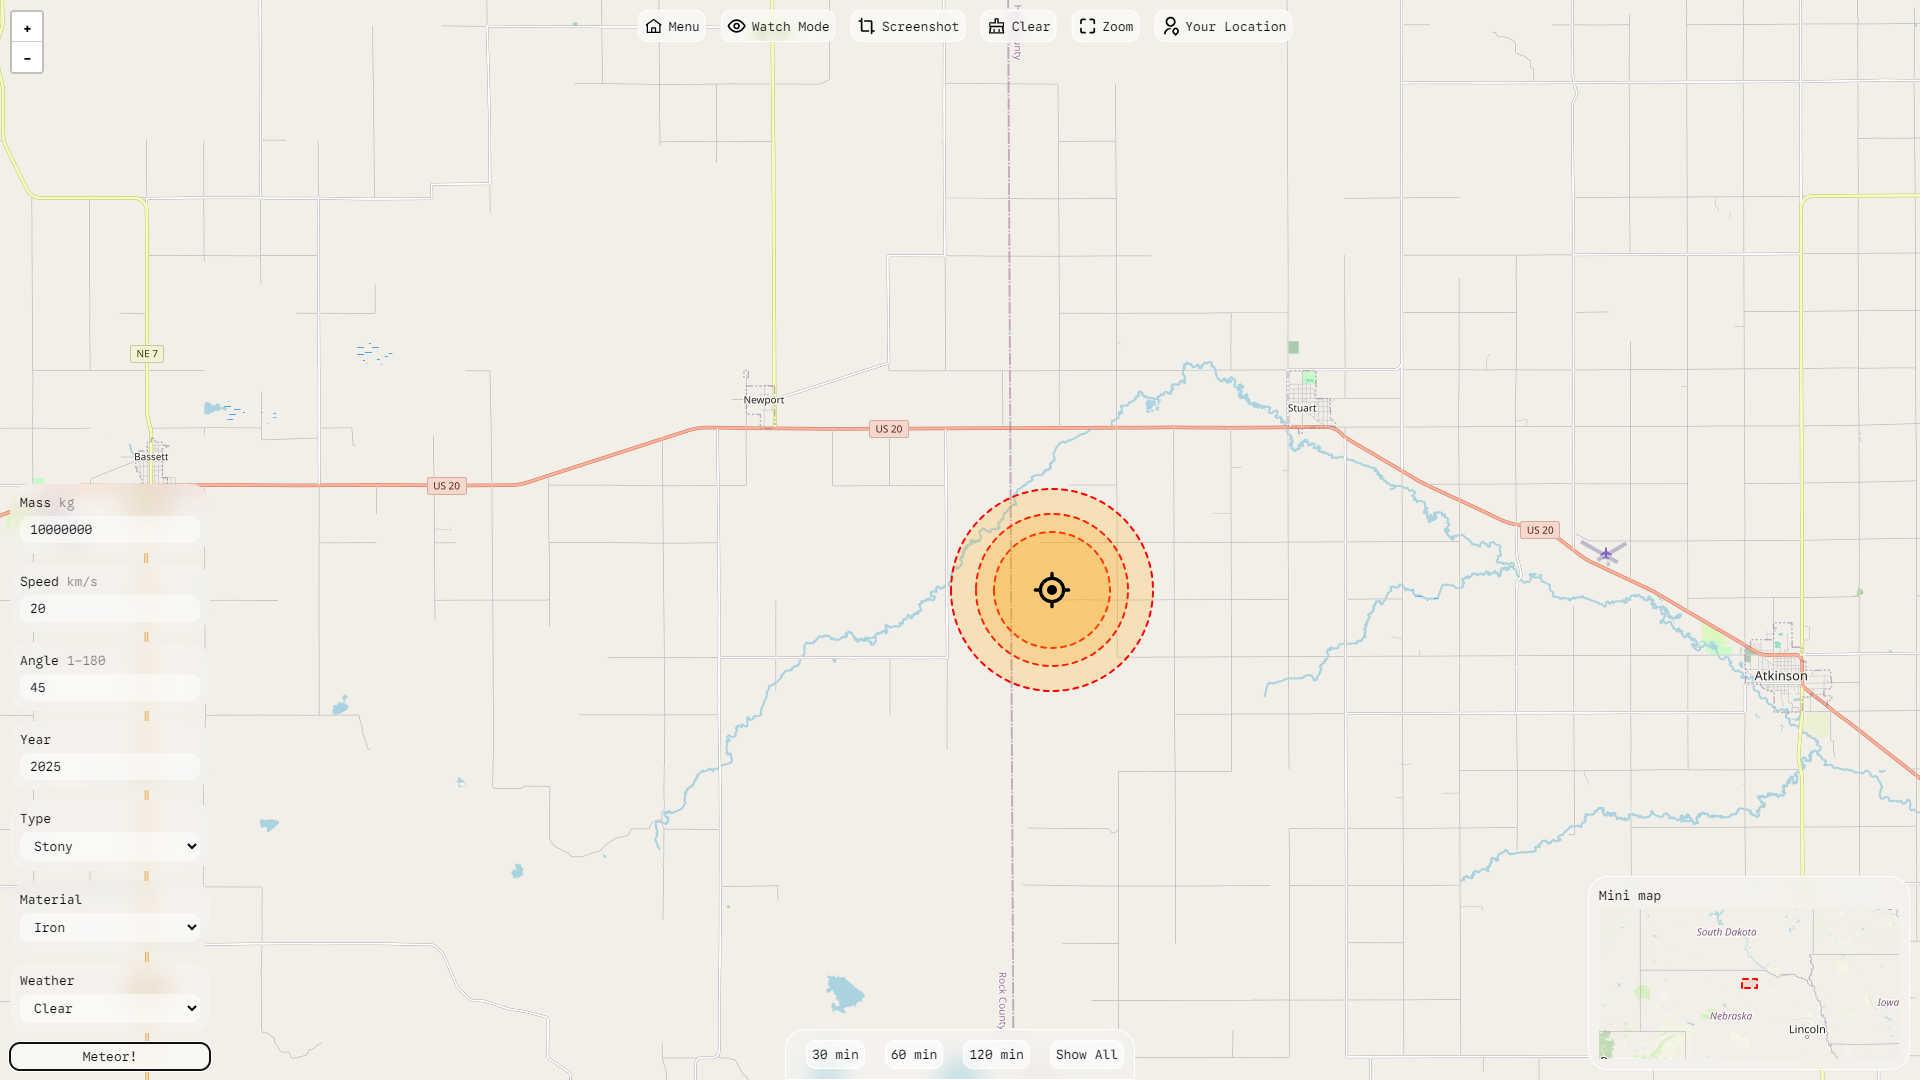 +
−
Menu
Watch Mode
Screenshot
Clear
Zoom
Your Location
NE 7
Newport
Stuart
US 20
Bassett
US 20
US 20
Atkinson
Rock County
Mass kg
10000000
Speed km/s
20
Angle 1-180
45
Year
2025
Type
Stony
Material
Iron
Weather
Clear
Meteor!
30 min
60 min
120 min
Show All
Mini map
South Dakota
Iowa
Nebraska
Lincoln